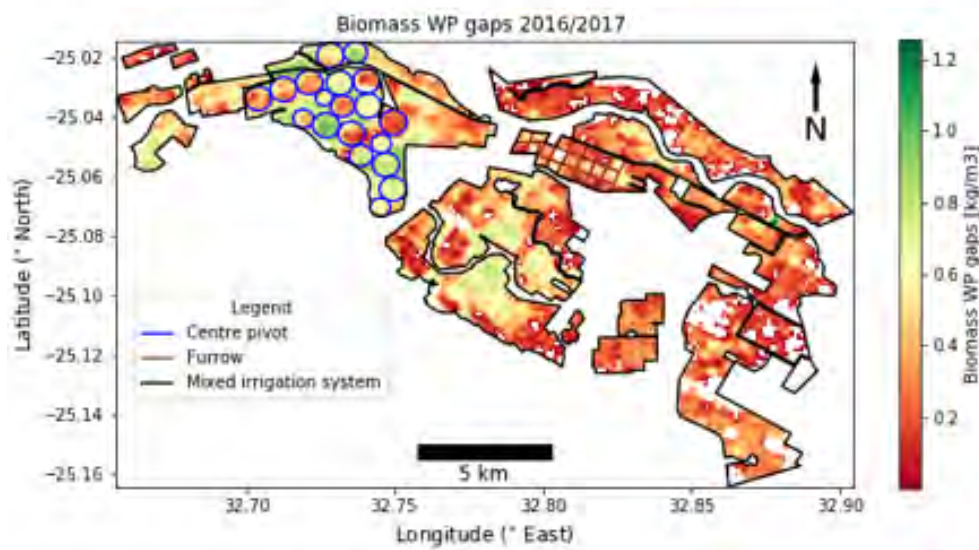 Biomass WP gaps 2016/2017
−25.02
−25.04
−25.06
−25.08
−25.10
−25.12
−25.14
−25.16
Latitude (° North)
N
Legenit
Centre pivot
Furrow
Mixed irrigation system
5 km
32.70
32.75
32.80
32.85
32.90
Longitude (° East)
1.2
1.0
0.8
0.6
0.4
0.2
Biomass WP gaps [kg/m3]